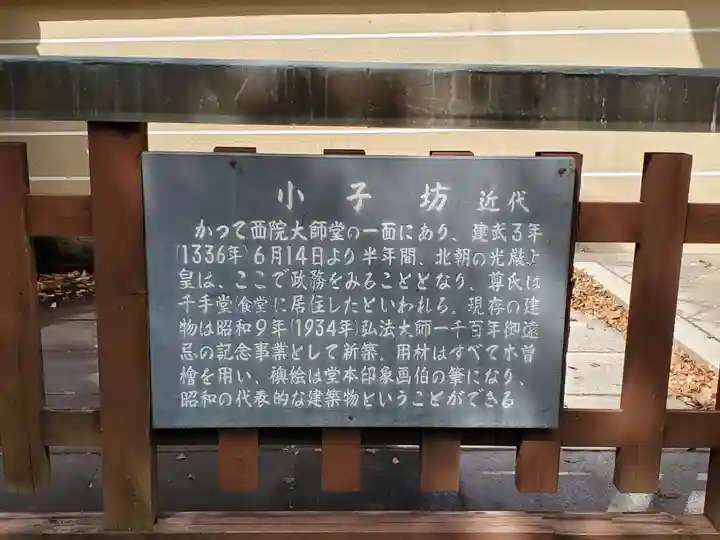 小子坊 近代
かつて西院大師堂の一面にあり、建武3年
(1336年)6月14日より半年間、北朝の光厳上
皇は、ここで政務をみることとなり、尊氏は
千手堂(食堂)に居住したといわれる。現存の建
物は昭和9年(1934年)弘法大師一千百年御遠
忌の記念事業として新築。用材はすべて木曽
檜を用い、襖絵は堂本印象画伯の筆になり、
昭和の代表的な建築物ということができる